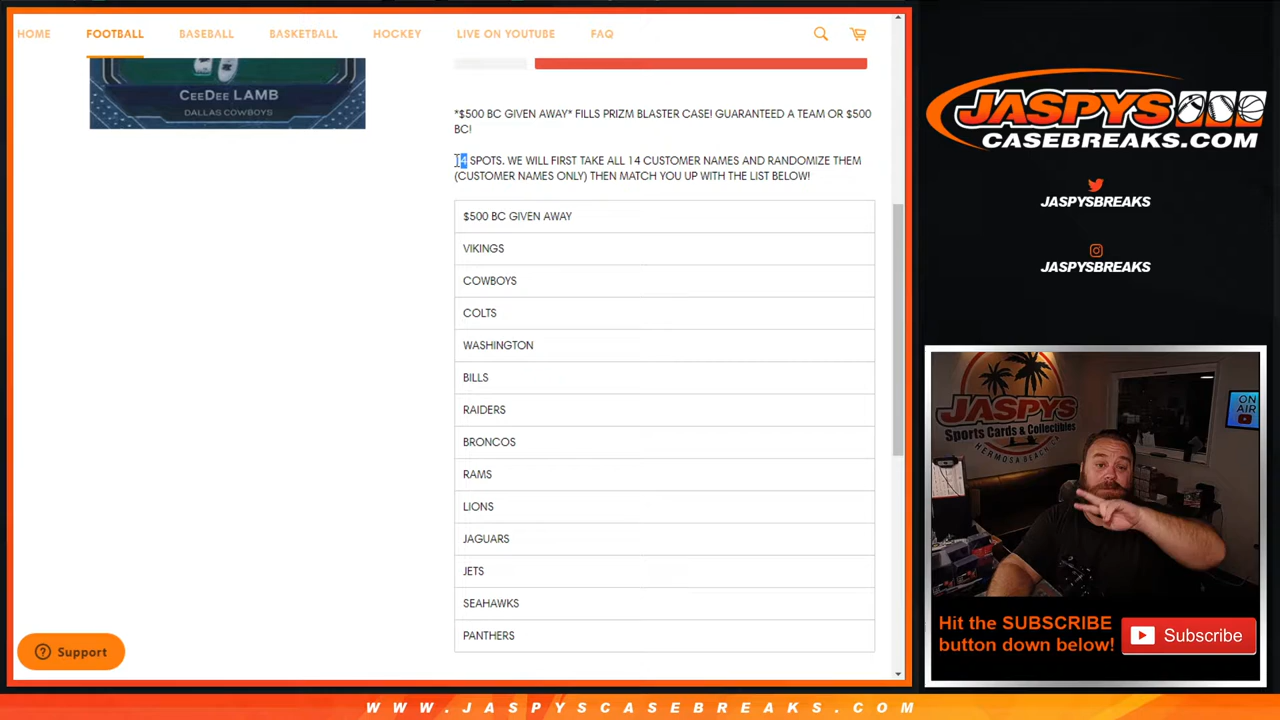 HOME FOOTBALL BASEBALL BASKETBALL HOCKEY LIVE ON YOUTUBE FAQ
CEEDEE LAMB
DALLAS COWBOYS
*$500 BC GIVEN AWAY* FILLS PRIZM BLASTER CASE! GUARANTEED A TEAM OR $500
BC!
14 SPOTS. WE WILL FIRST TAKE ALL 14 CUSTOMER NAMES AND RANDOMIZE THEM
(CUSTOMER NAMES ONLY) THEN MATCH YOU UP WITH THE LIST BELOW!
$500 BC GIVEN AWAY
VIKINGS
COWBOYS
COLTS
WASHINGTON
BILLS
RAIDERS
BRONCOS
RAMS
LIONS
JAGUARS
JETS
SEAHAWKS
PANTHERS
Support
JASPYS
CASEBREAKS.COM
JASPYSBREAKS
JASPYSBREAKS
JASPYS
Sports Cards & Collectibles
HERMOSA BEACH, CA
ON
AIR
Hit the SUBSCRIBE
button down below!
Subscribe
WWW.JASPYSCASEBREAKS.COM